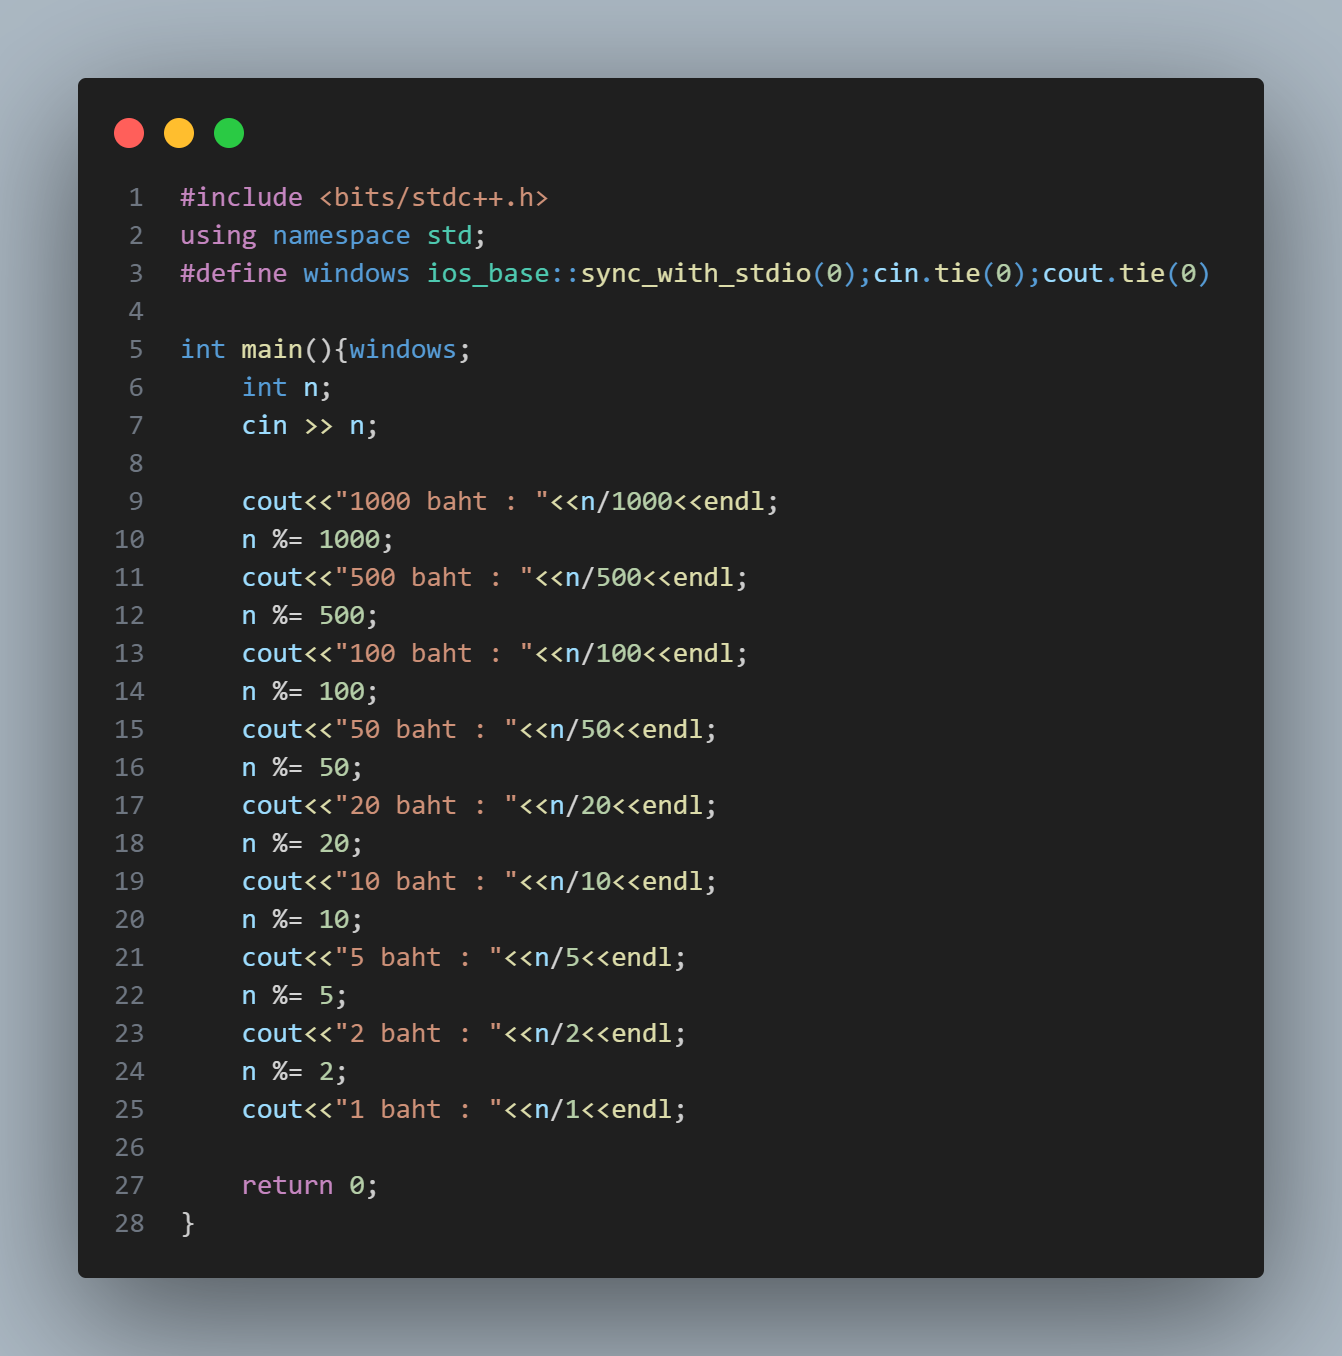 1 #include <bits/stdc++.h>
2 using namespace std;
3 #define windows ios_base::sync_with_stdio(0);cin.tie(0);cout.tie(0)
4
5 int main(){windows;
6     int n;
7     cin >> n;
8
9     cout<<"1000 baht : "<<n/1000<<endl;
10     n %= 1000;
11     cout<<"500 baht : "<<n/500<<endl;
12     n %= 500;
13     cout<<"100 baht : "<<n/100<<endl;
14     n %= 100;
15     cout<<"50 baht : "<<n/50<<endl;
16     n %= 50;
17     cout<<"20 baht : "<<n/20<<endl;
18     n %= 20;
19     cout<<"10 baht : "<<n/10<<endl;
20     n %= 10;
21     cout<<"5 baht : "<<n/5<<endl;
22     n %= 5;
23     cout<<"2 baht : "<<n/2<<endl;
24     n %= 2;
25     cout<<"1 baht : "<<n/1<<endl;
26
27     return 0;
28 }